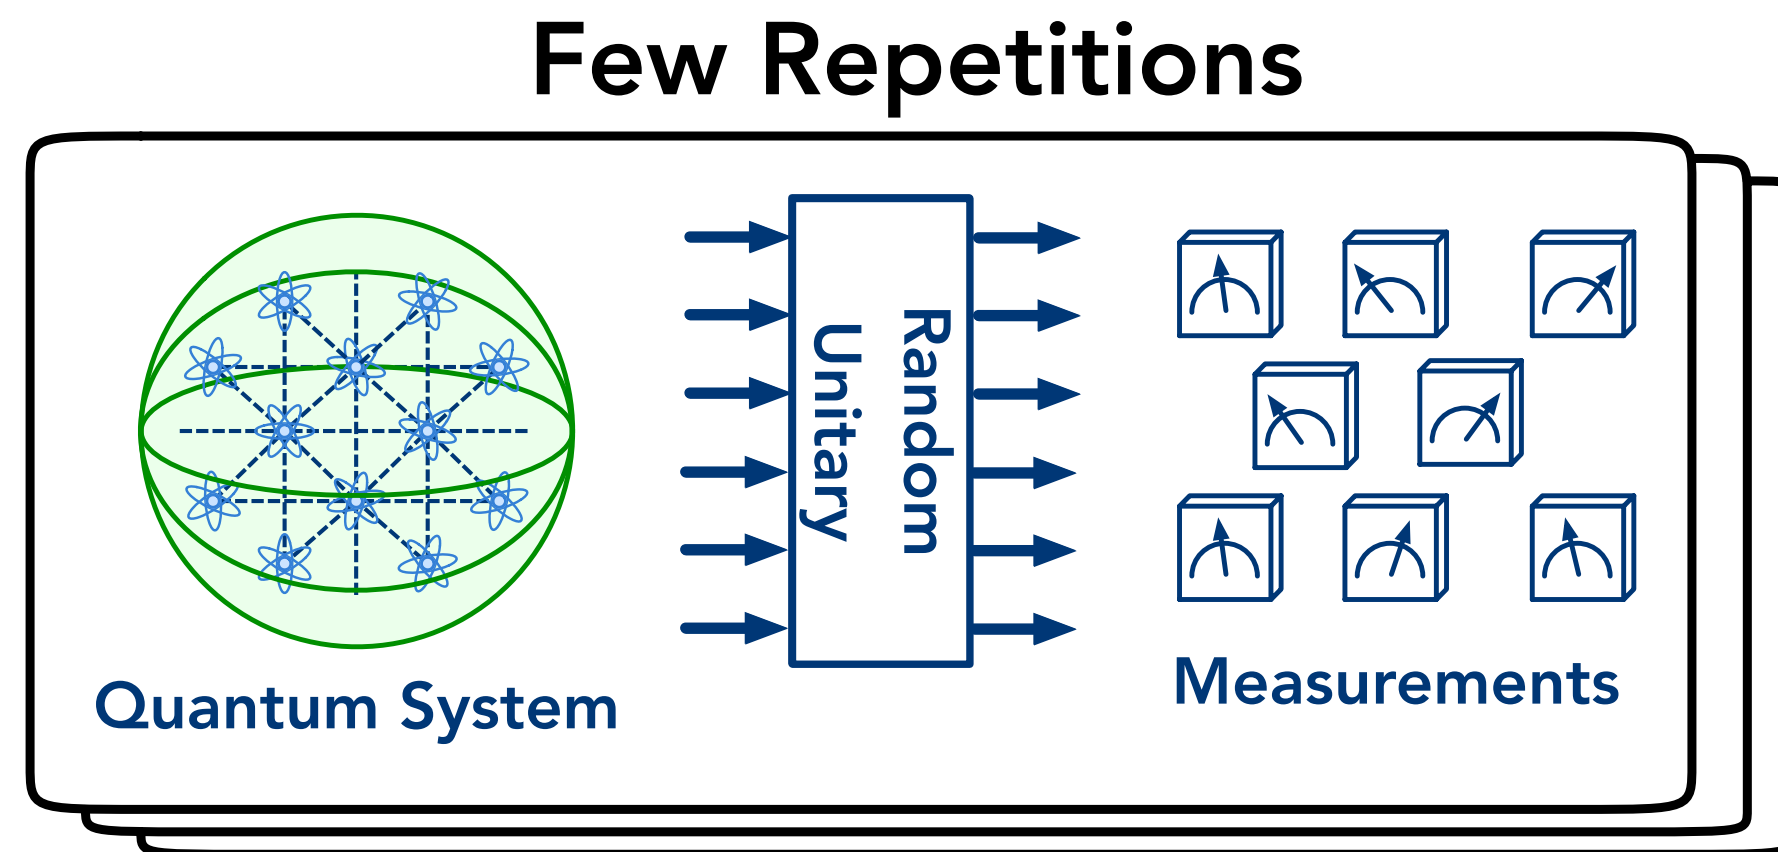 Few Repetitions
Quantum System
Random
Unitary
Measurements